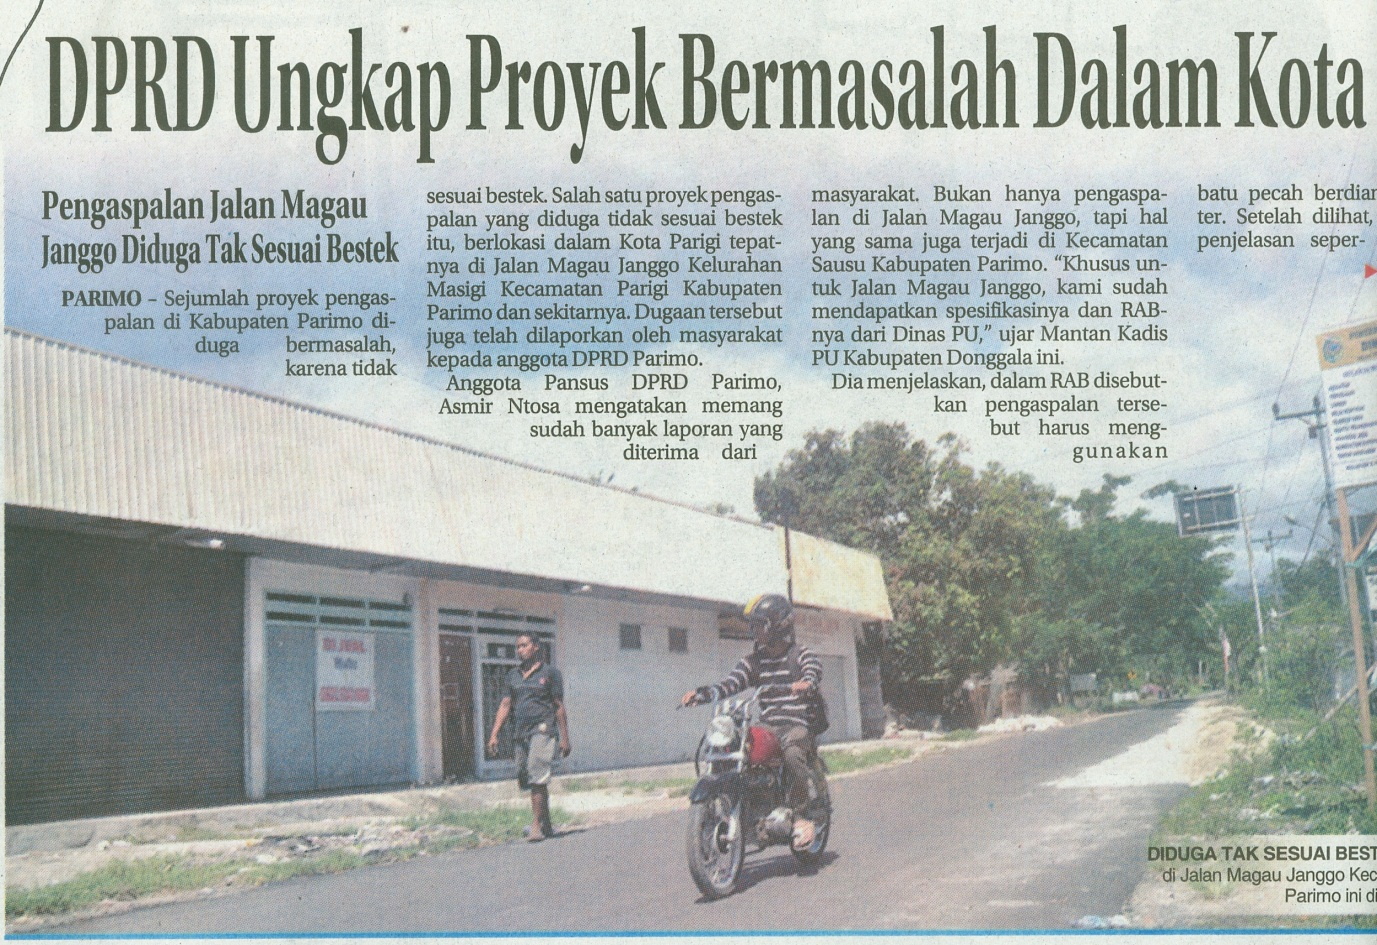 DPRD Ungkap Proyek Bermasalah Dalam Kota
Pengaspalan Jalan Magau
Janggo Diduga Tak Sesuai Bestek
PARIMO – Sejumlah proyek pengas-
palan di Kabupaten Parimo di-
duga bermasalah,
karena tidak
sesuai bestek. Salah satu proyek pengas-
palan yang diduga tidak sesuai bestek
itu, berlokasi dalam Kota Parigi tepat-
nya di Jalan Magau Janggo Kelurahan
Masigi Kecamatan Parigi Kabupaten
Parimo dan sekitarnya. Dugaan tersebut
juga telah dilaporkan oleh masyarakat
kepada anggota DPRD Parimo.
Anggota Pansus DPRD Parimo,
Asmir Ntosa mengatakan memang
sudah banyak laporan yang
diterima dari
masyarakat. Bukan hanya pengaspa-
lan di Jalan Magau Janggo, tapi hal
yang sama juga terjadi di Kecamatan
Sausu Kabupaten Parimo. “Khusus un-
tuk Jalan Magau Janggo, kami sudah
mendapatkan spesifikasinya dan RAB-
nya dari Dinas PU,” ujar Mantan Kadis
PU Kabupaten Donggala ini.
Dia menjelaskan, dalam RAB disebut-
kan pengaspalan terse-
but harus meng-
gunakan
batu pecah berdiam
ter. Setelah dilihat,
penjelasan seper-
DI JUAL
DIDUGA TAK SESUAI BEST
di Jalan Magau Janggo Kec
Parimo ini di